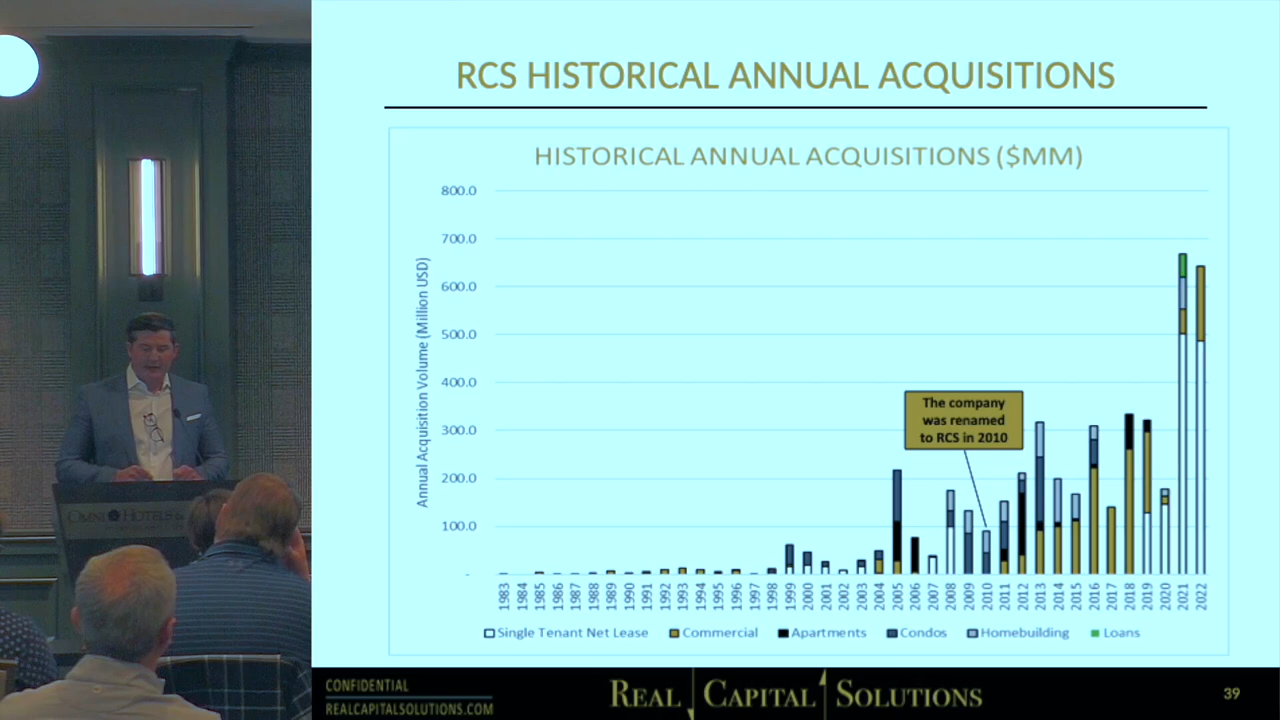 RCS HISTORICAL ANNUAL ACQUISITIONS
HISTORICAL ANNUAL ACQUISITIONS ($MM)
Annual Acquisition Volume (Million USD)
800.0
700.0
600.0
500.0
400.0
300.0
200.0
100.0
-
The company
was renamed
to RCS in 2010
1983 1984 1985 1986 1987 1988 1989 1990 1991 1992 1993 1994 1995 1996 1997 1998 1999 2000 2001 2002 2003 2004 2005 2006 2007 2008 2009 2010 2011 2012 2013 2014 2015 2016 2017 2018 2019 2020 2021 2022
Single Tenant Net Lease Commercial Apartments Condos Homebuilding Loans
OMNI HOTELS
CONFIDENTIAL
REALCAPITALSOLUTIONS.COM
REAL CAPITAL SOLUTIONS
39